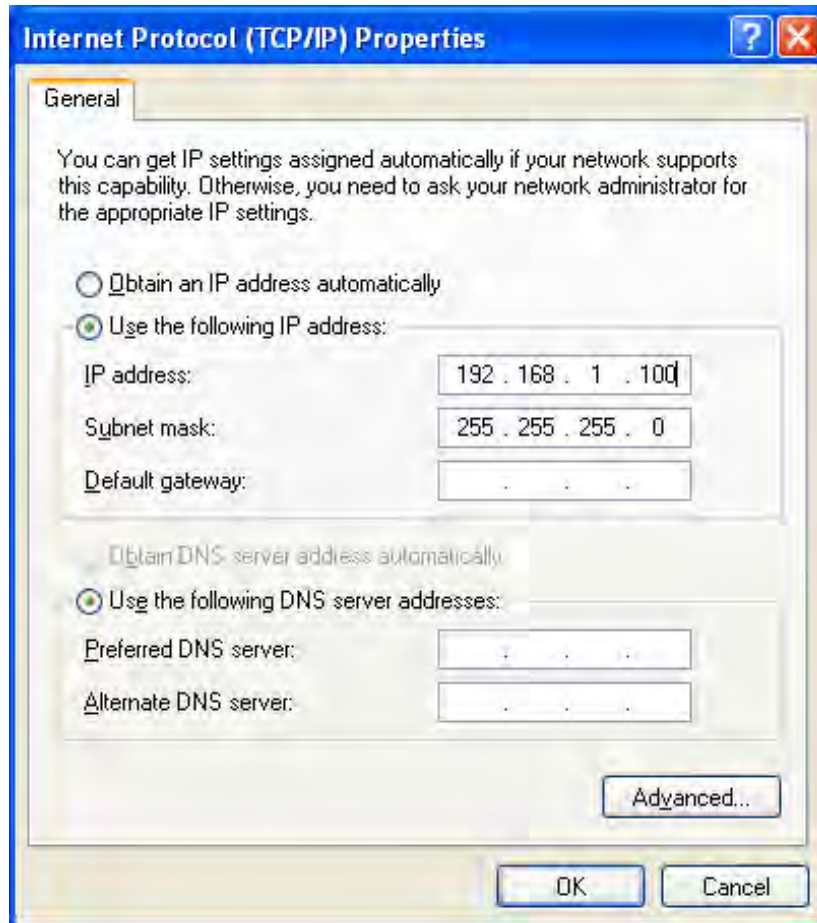 Internet Protocol (TCP/IP) Properties
General
You can get IP settings assigned automatically if your network supports
this capability. Otherwise, you need to ask your network administrator for
the appropriate IP settings.
Obtain an IP address automatically
Use the following IP address:
IP address: 192 . 168 . 1 . 100
Subnet mask: 255 . 255 . 255 . 0
Default gateway: . . .
Obtain DNS server address automatically
Use the following DNS server addresses:
Preferred DNS server: . . .
Alternate DNS server: . . .
Advanced...
OK Cancel